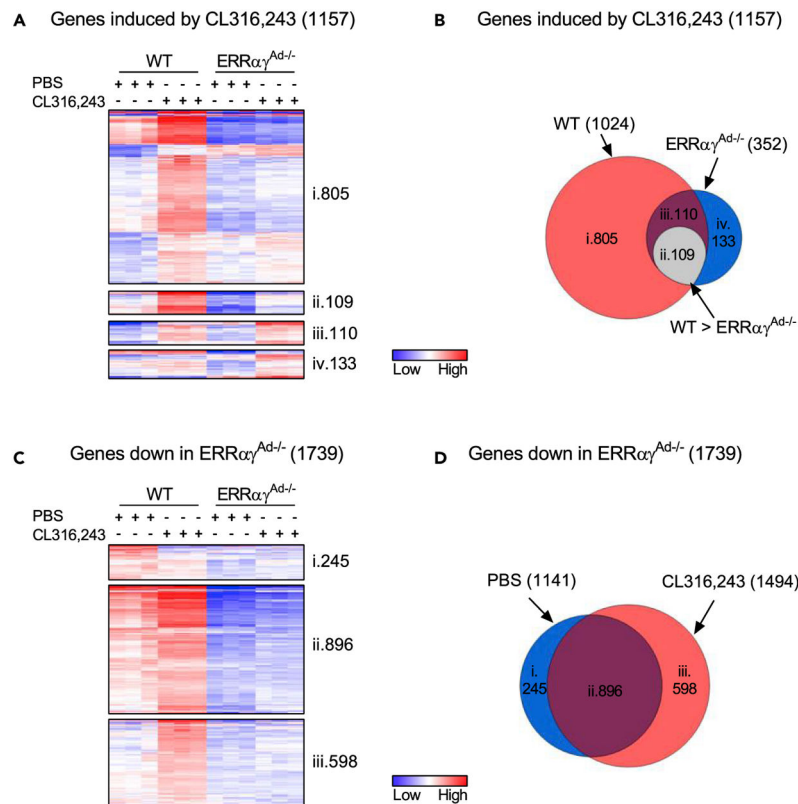 A Genes induced by CL316,243 (1157)
WT ERRαγAd-/-
PBS + + + - - - + + + - - -
CL316,243 - - - + + + - - - + + +
i.805
ii.109
iii.110
iv.133
Low High
B Genes induced by CL316,243 (1157)
WT (1024)
ERRαγAd-/- (352)
iii.110
i.805
iv.
133
ii.109
WT > ERRαγAd-/-
C Genes down in ERRαγAd-/- (1739)
WT ERRαγAd-/-
PBS + + + - - - + + + - - -
CL316,243 - - - + + + - - - + + +
i.245
ii.896
iii.598
Low High
D Genes down in ERRαγAd-/- (1739)
PBS (1141)
CL316,243 (1494)
i.
245
ii.896
iii.
598